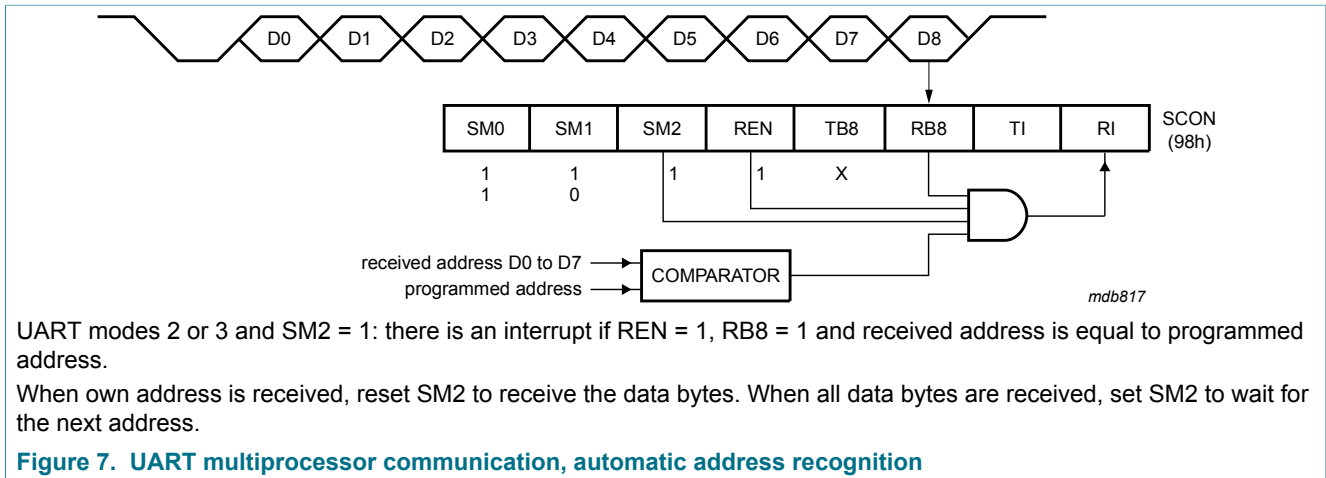 D0 D1 D2 D3 D4 D5 D6 D7 D8
SM0 SM1 SM2 REN TB8 RB8 TI RI SCON
(98h)
1 1 1 1 X
1 0
received address D0 to D7
programmed address
COMPARATOR
mdb817
UART modes 2 or 3 and SM2 = 1: there is an interrupt if REN = 1, RB8 = 1 and received address is equal to programmed
address.
When own address is received, reset SM2 to receive the data bytes. When all data bytes are received, set SM2 to wait for
the next address.
Figure 7. UART multiprocessor communication, automatic address recognition